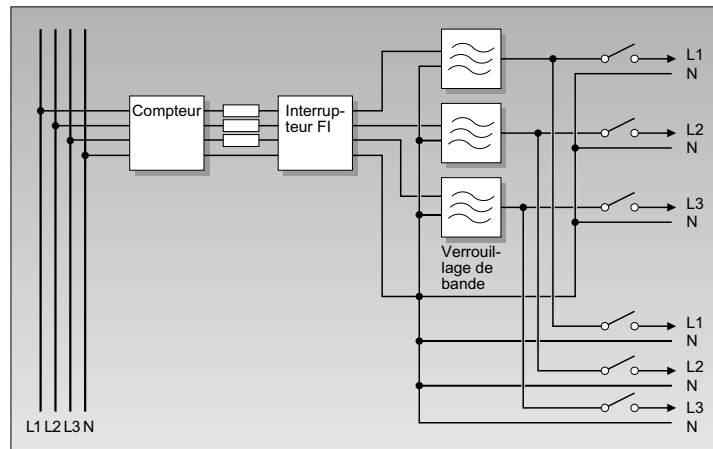 Compteur
Interrup-
teur FI
L1
N
L2
N
L3
N
Verrouil-
lage de
bande
L1
N
L2
N
L3
N
L1 L2 L3 N